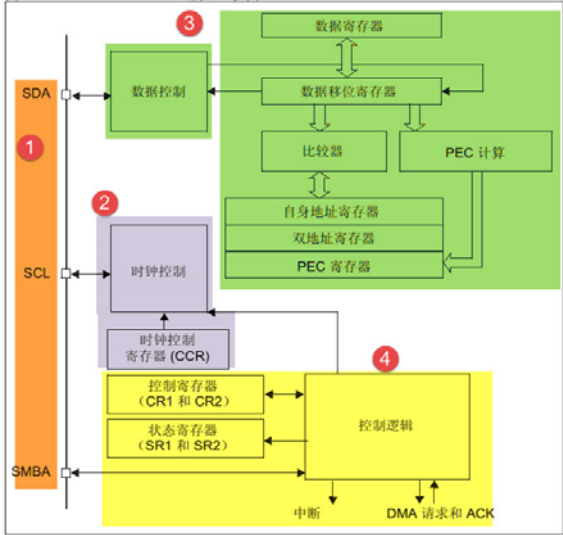 3
数据寄存器
SDA
数据控制
数据移位寄存器
1
比较器
PEC 计算
2
自身地址寄存器
双地址寄存器
SCL
时钟控制
PEC 寄存器
时钟控制
寄存器 (CCR)
4
控制寄存器
（CR1 和 CR2）
控制逻辑
状态寄存器
（SR1 和 SR2）
SMBA
中断
DMA 请求和 ACK